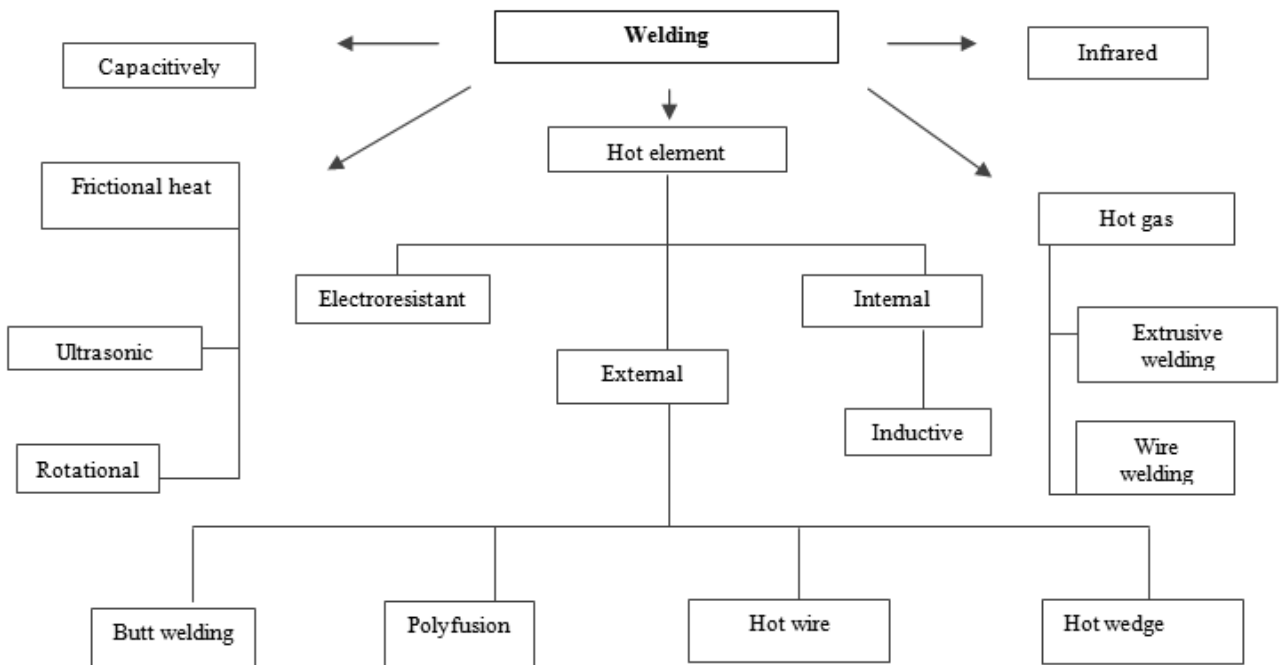 Welding
Capacitively
Infrared
Hot element
Frictional heat
Hot gas
Electroresistant
Internal
Ultrasonic
Extrusive
welding
External
Inductive
Rotational
Wire
welding
Butt welding
Polyfusion
Hot wire
Hot wedge